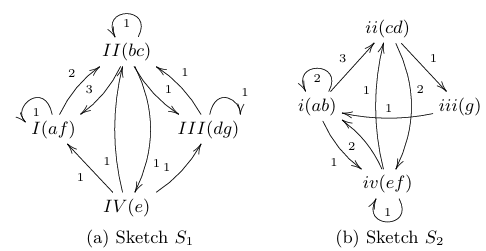 1
II(bc)
2
3
1
1
1
I(af)
III(dg)
1
1
1
1
1
IV(e)
(a) Sketch S1
ii(cd)
3
1
2
i(ab)
iii(g)
2
1
1
1
2
iv(ef)
1
(b) Sketch S2